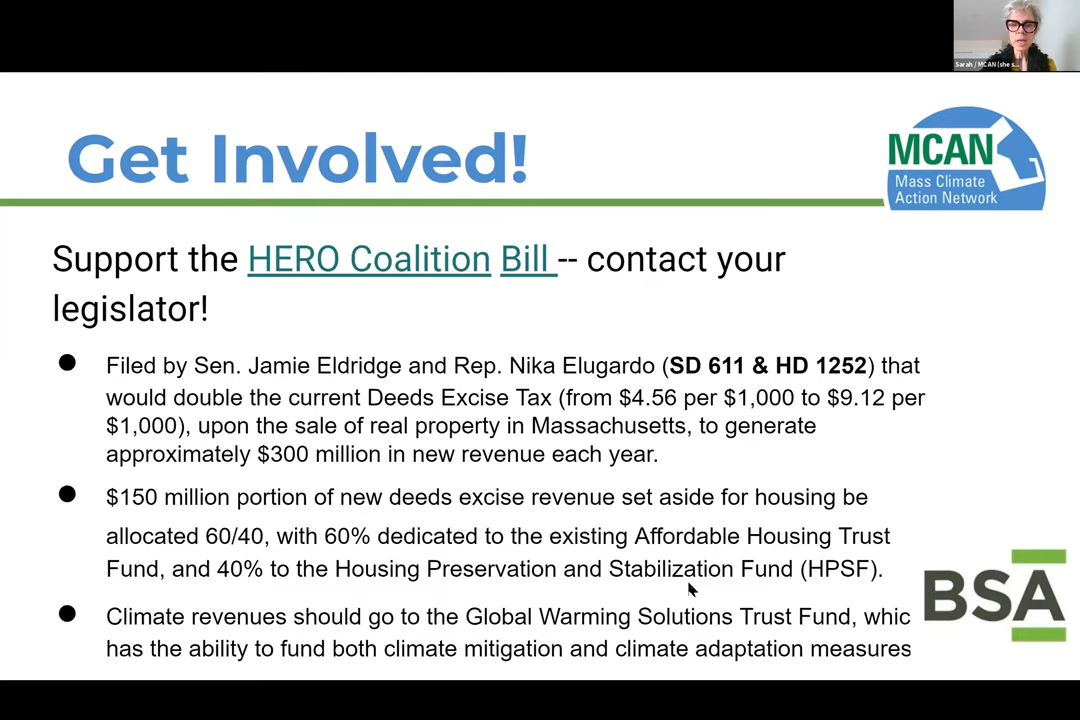 Sarah / MCAN (she s...
Get Involved!
MCAN
Mass Climate
Action Network
Support the HERO Coalition Bill -- contact your
legislator!
● Filed by Sen. Jamie Eldridge and Rep. Nika Elugardo (SD 611 & HD 1252) that
would double the current Deeds Excise Tax (from $4.56 per $1,000 to $9.12 per
$1,000), upon the sale of real property in Massachusetts, to generate
approximately $300 million in new revenue each year.
● $150 million portion of new deeds excise revenue set aside for housing be
allocated 60/40, with 60% dedicated to the existing Affordable Housing Trust
Fund, and 40% to the Housing Preservation and Stabilization Fund (HPSF).
● Climate revenues should go to the Global Warming Solutions Trust Fund, whic
has the ability to fund both climate mitigation and climate adaptation measures
BSA